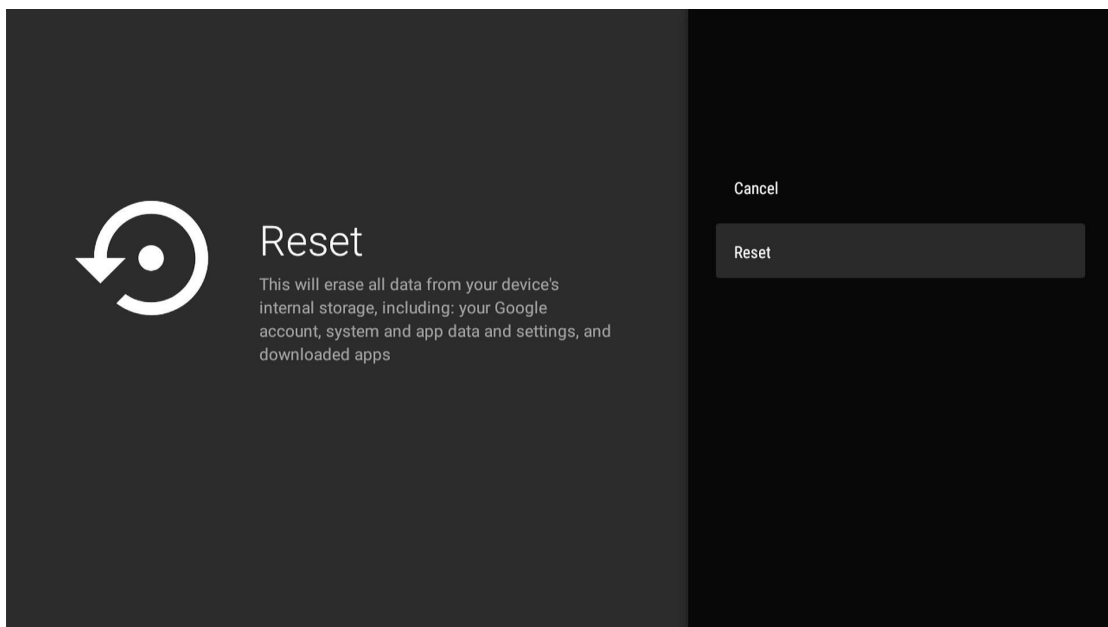 Reset
This will erase all data from your device's
internal storage, including: your Google
account, system and app data and settings, and
downloaded apps
Cancel
Reset